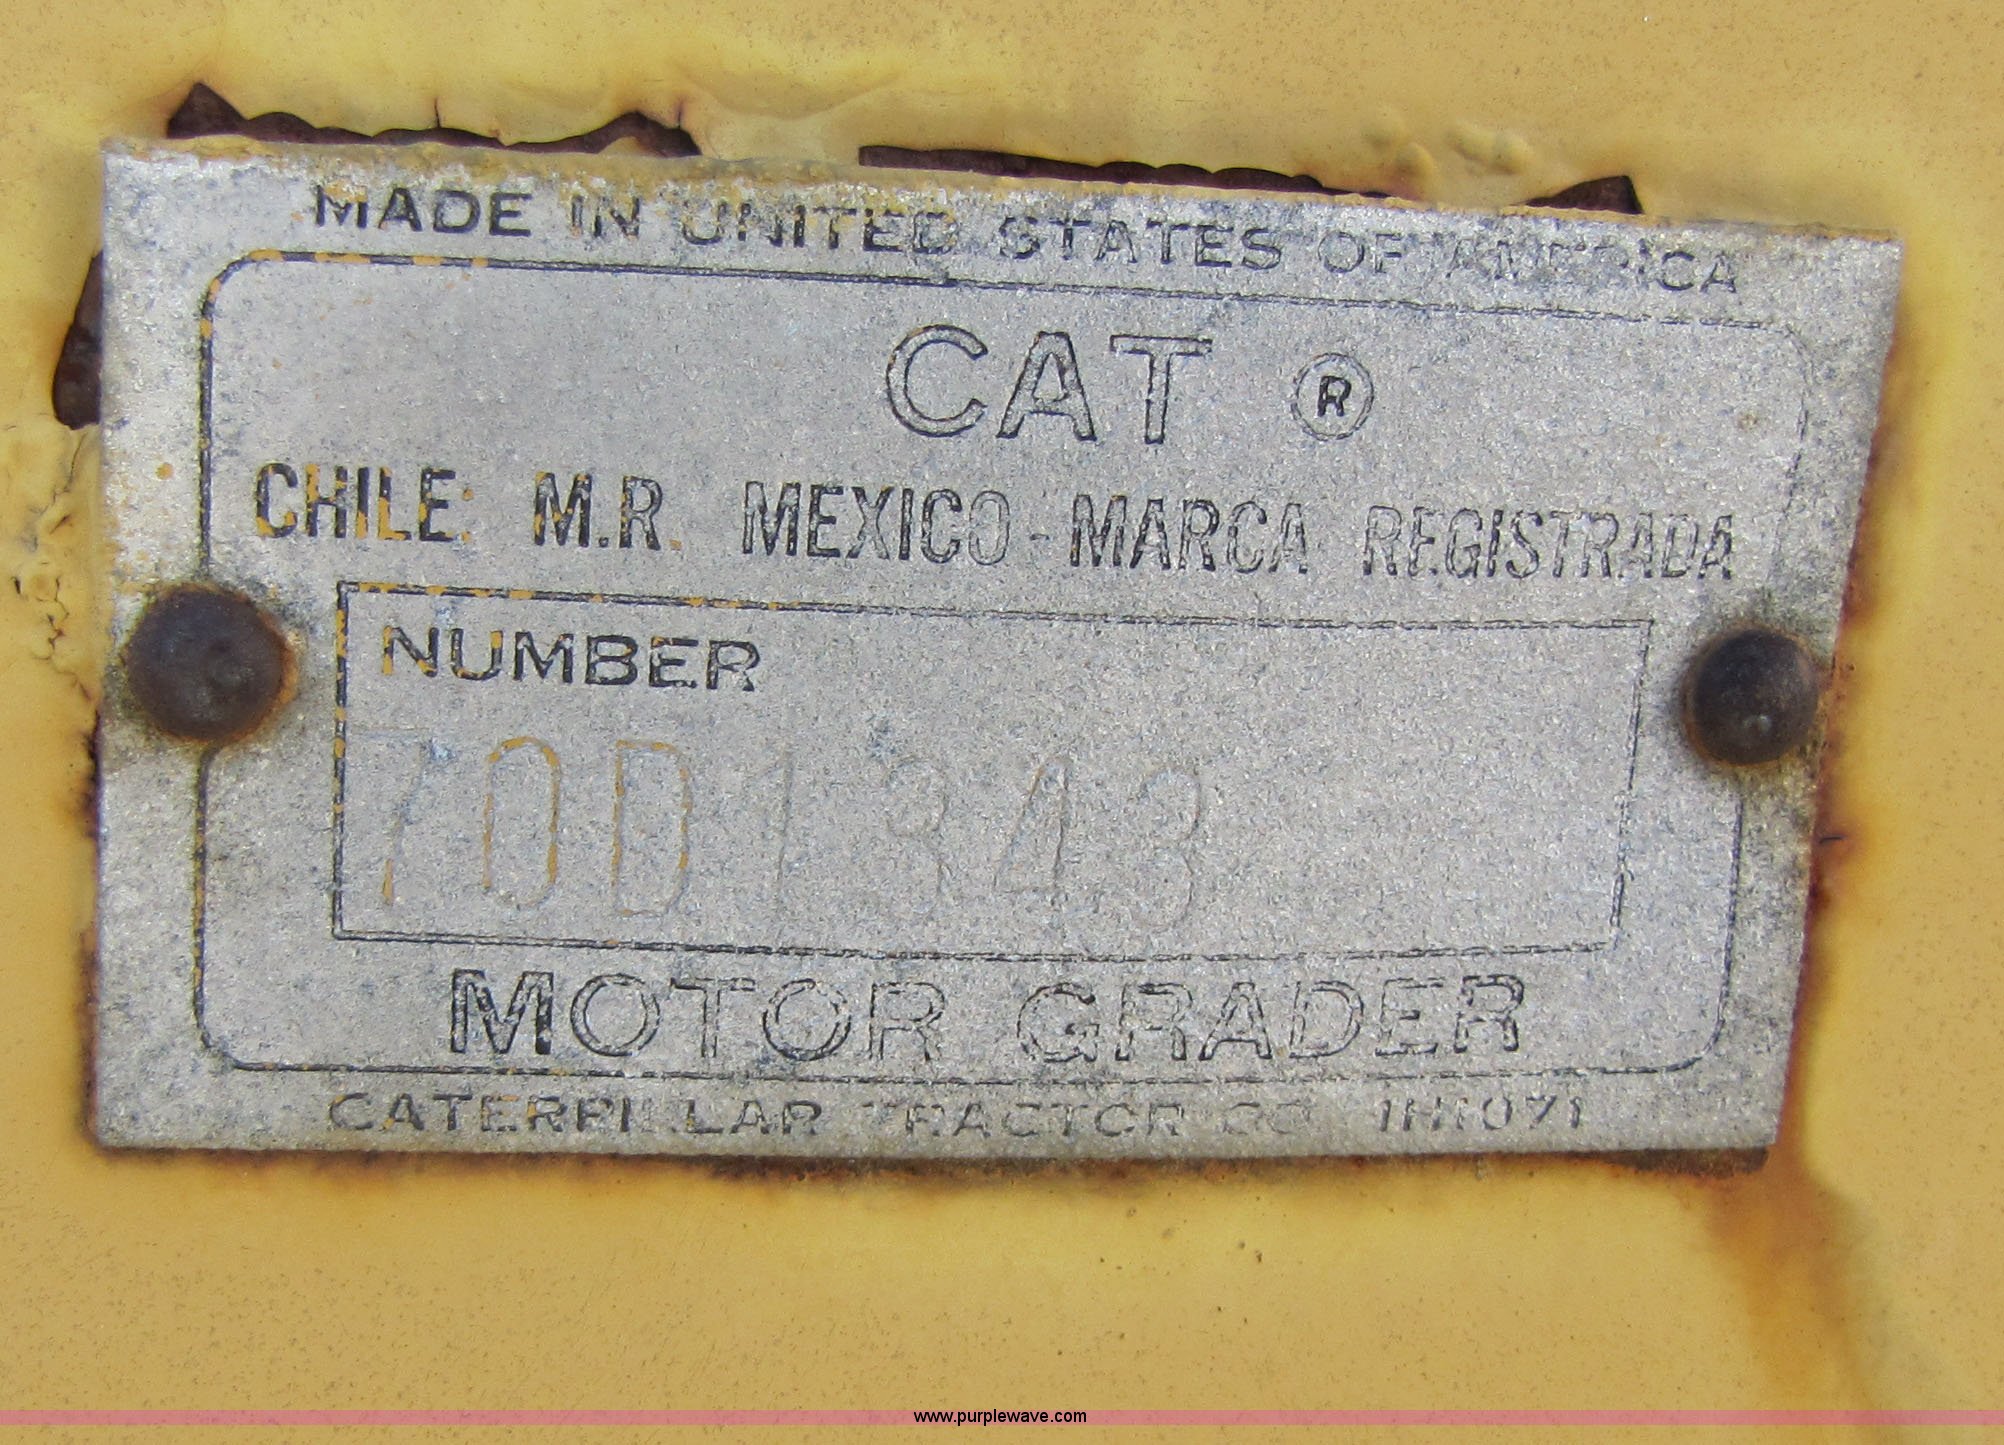 MADE IN UNITED STATES OF AMERICA
CAT ®
CHILE: M.R. MEXICO-MARCA REGISTRADA
NUMBER
70D1343
MOTOR GRADER
CATERPILLAR TRACTOR CO. 1H1071
www.purplewave.com